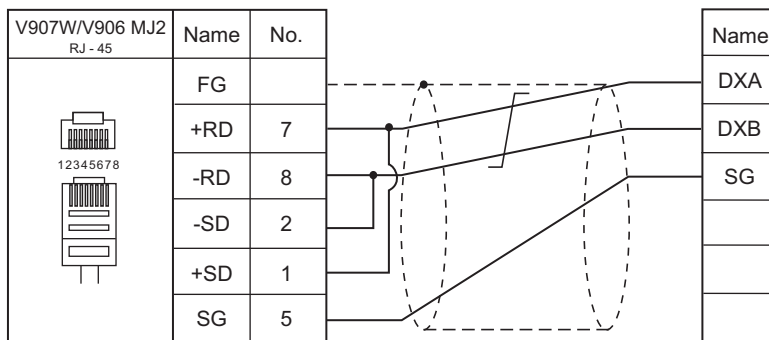 V907W/V906 MJ2 Name No. Name
RJ - 45
FG DXA
+RD 7 DXB
12345678
-RD 8 SG
-SD 2
+SD 1
SG 5